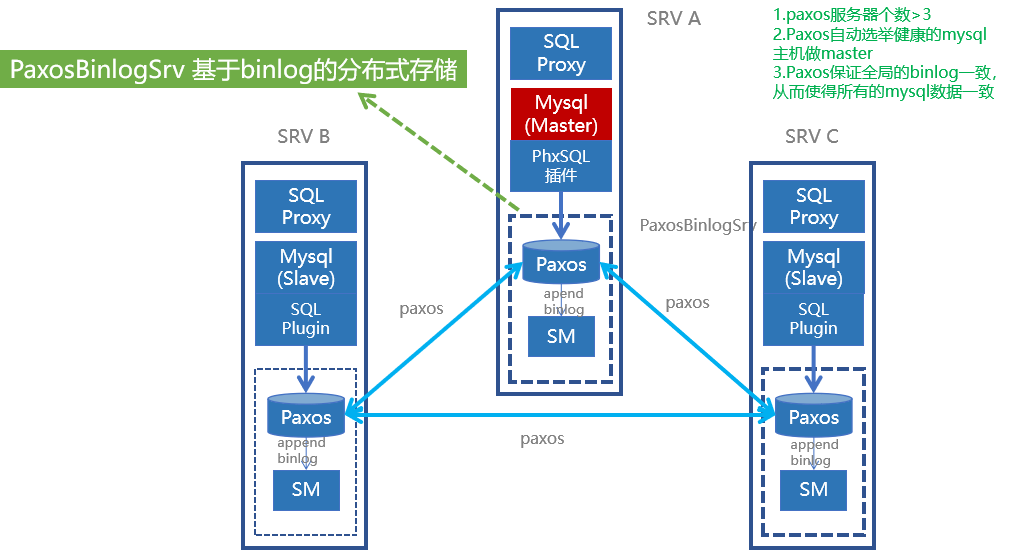 SRV A
1.paxos服务器个数>3
2.Paxos自动选举健康的mysql
主机做master
3.Paxos保证全局的binlog一致，
从而使得所有的mysql数据一致
PaxosBinlogSrv 基于binlog的分布式存储
SQL
Proxy
Mysql
(Master)
PhxSQL
插件
PaxosBinlogSrv
Paxos
apend
binlog
SM
SRV B
SQL
Proxy
Mysql
(Slave)
SQL
Plugin
Paxos
append
binlog
SM
SRV C
SQL
Proxy
Mysql
(Slave)
SQL
Plugin
Paxos
append
binlog
SM
paxos
paxos
paxos